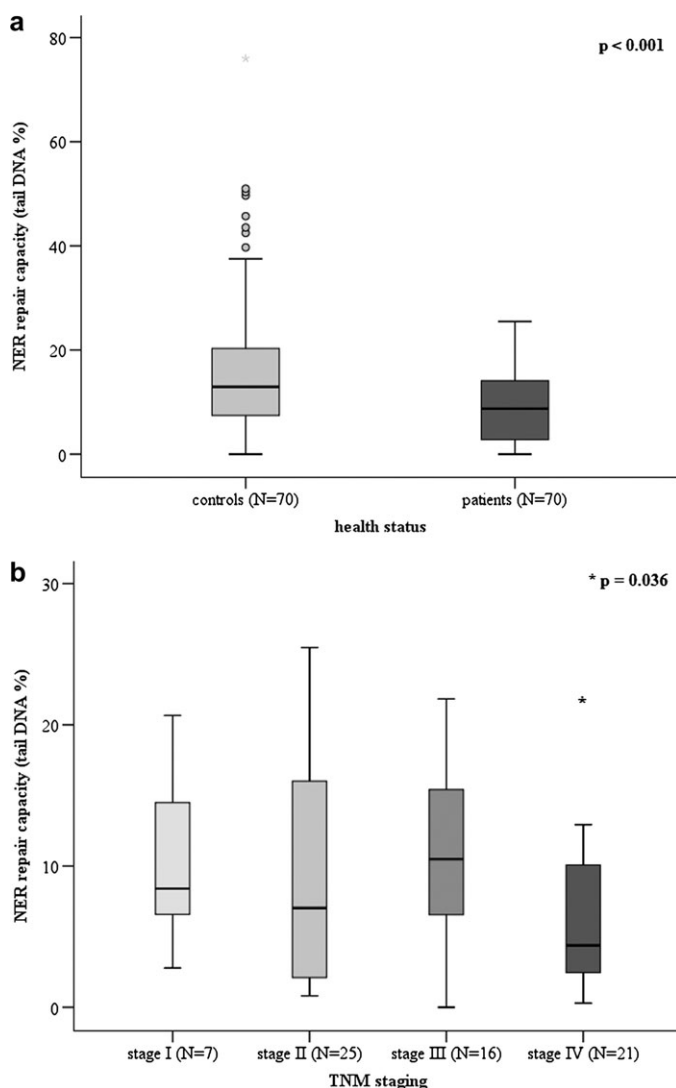 a
80
p < 0.001
60
40
20
0
NER repair capacity (tail DNA %)
controls (N=70) patients (N=70)
health status
b
30
* p = 0.036
20
*
10
0
NER repair capacity (tail DNA %)
stage I (N=7) stage II (N=25) stage III (N=16) stage IV (N=21)
TNM staging